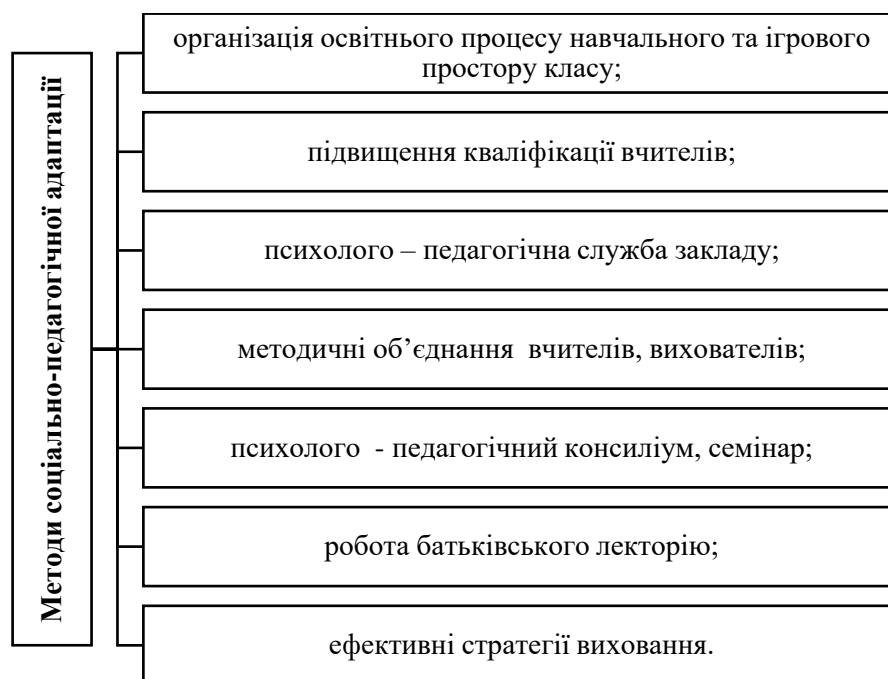 Методи соціально-педагогічної адаптації
організація освітнього процесу навчального та ігрового
простору класу;
підвищення кваліфікації вчителів;
психолого – педагогічна служба закладу;
методичні об’єднання  вчителів, вихователів;
психолого  - педагогічний консиліум, семінар;
робота батьківського лекторію;
ефективні стратегії виховання.